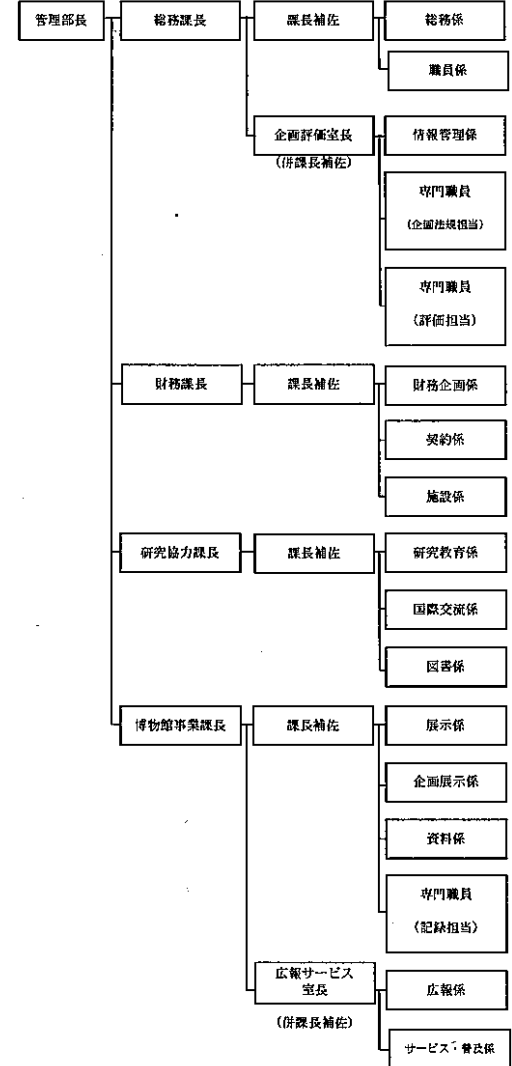 管理部長
総務課長
課長補佐
総務係
職員係
企画評価室長
(併課長補佐)
情報管理係
専門職員
(企画法規担当)
専門職員
(評価担当)
財務課長
課長補佐
財務企画係
契約係
施設係
研究協力課長
課長補佐
研究教育係
国際交流係
図書係
博物館事業課長
課長補佐
展示係
企画展示係
資料係
専門職員
(記録担当)
広報サービス
室長
(併課長補佐)
広報係
サービス・普及係